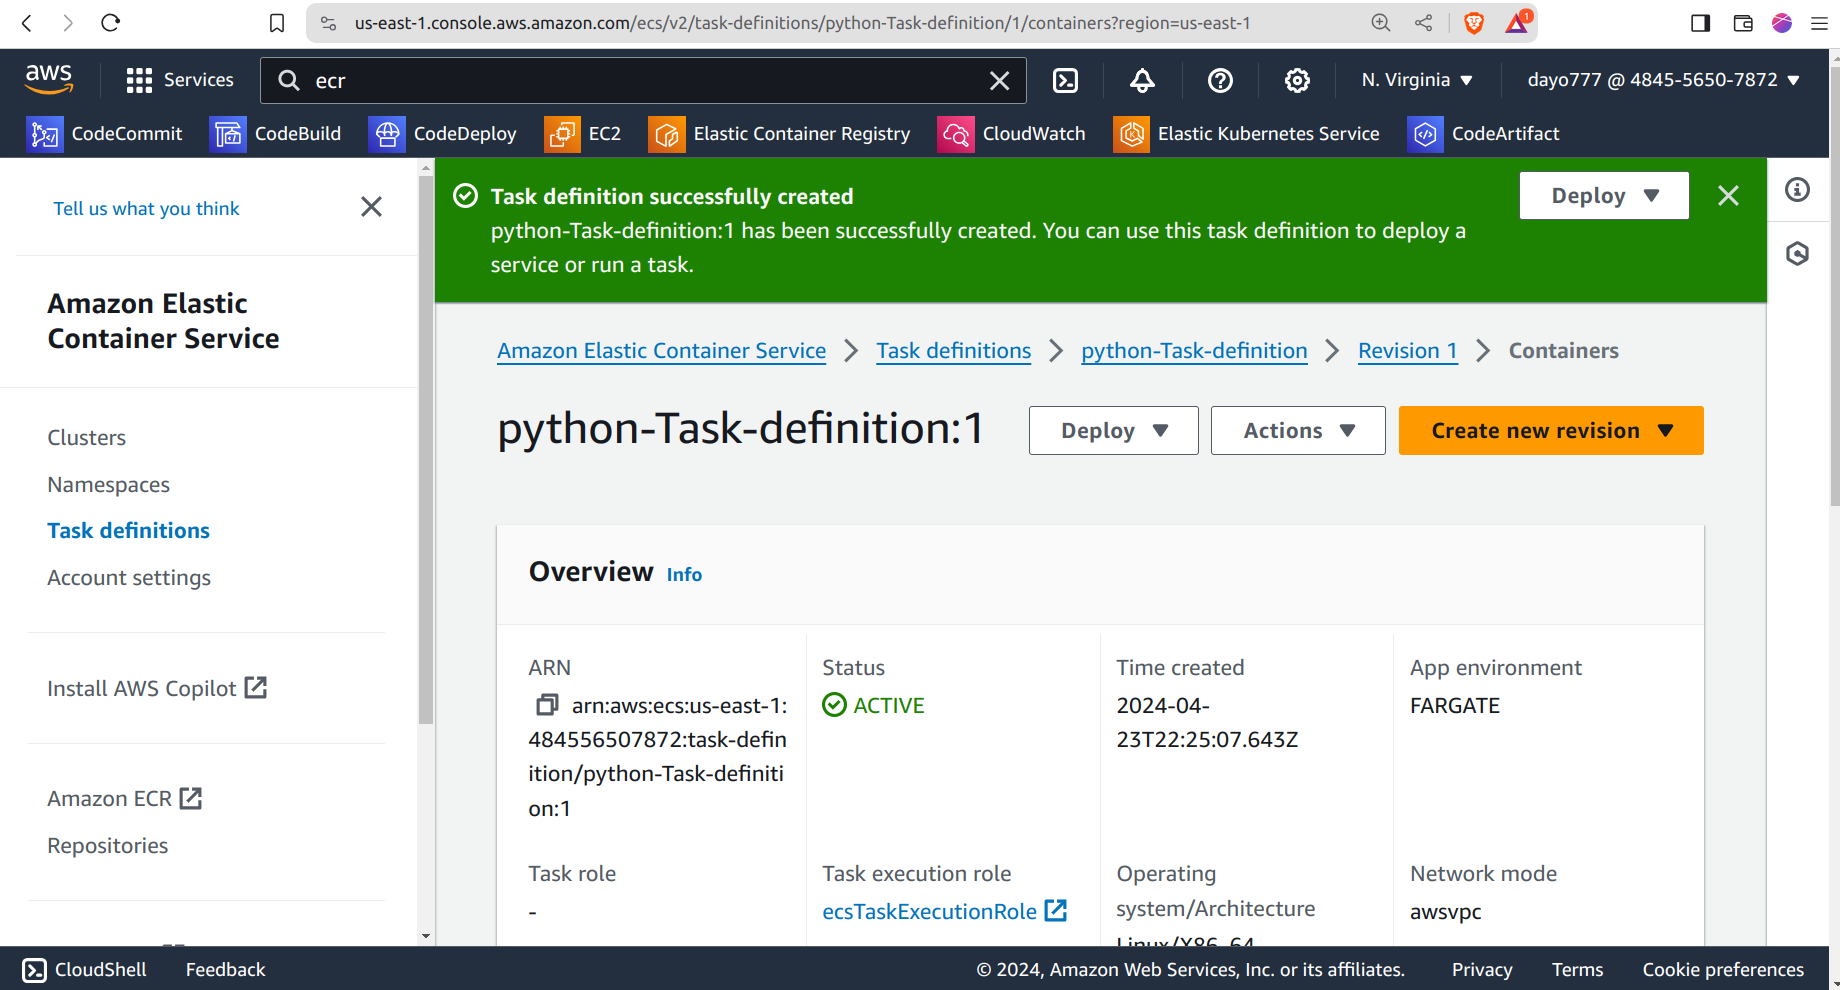 us-east-1.console.aws.amazon.com/ecs/v2/task-definitions/python-Task-definition/1/containers?region=us-east-1
1
aws
Services
ecr
N. Virginia
dayo777 @ 4845-5650-7872
CodeCommit
CodeBuild
CodeDeploy
EC2
Elastic Container Registry
CloudWatch
Elastic Kubernetes Service
CodeArtifact
Tell us what you think
Amazon Elastic
Container Service
Clusters
Namespaces
Task definitions
Account settings
Install AWS Copilot
Amazon ECR
Repositories
Task definition successfully created
python-Task-definition:1 has been successfully created. You can use this task definition to deploy a
service or run a task.
Deploy
Amazon Elastic Container Service
Task definitions
python-Task-definition
Revision 1
Containers
python-Task-definition:1
Deploy
Actions
Create new revision
Overview Info
ARN
arn:aws:ecs:us-east-1:
484556507872:task-defin
ition/python-Task-definiti
on:1
Status
ACTIVE
Time created
2024-04-
23T22:25:07.643Z
App environment
FARGATE
Task role
-
Task execution role
ecsTaskExecutionRole
Operating
system/Architecture
Linux/X86_64
Network mode
awsvpc
CloudShell
Feedback
© 2024, Amazon Web Services, Inc. or its affiliates.
Privacy
Terms
Cookie preferences